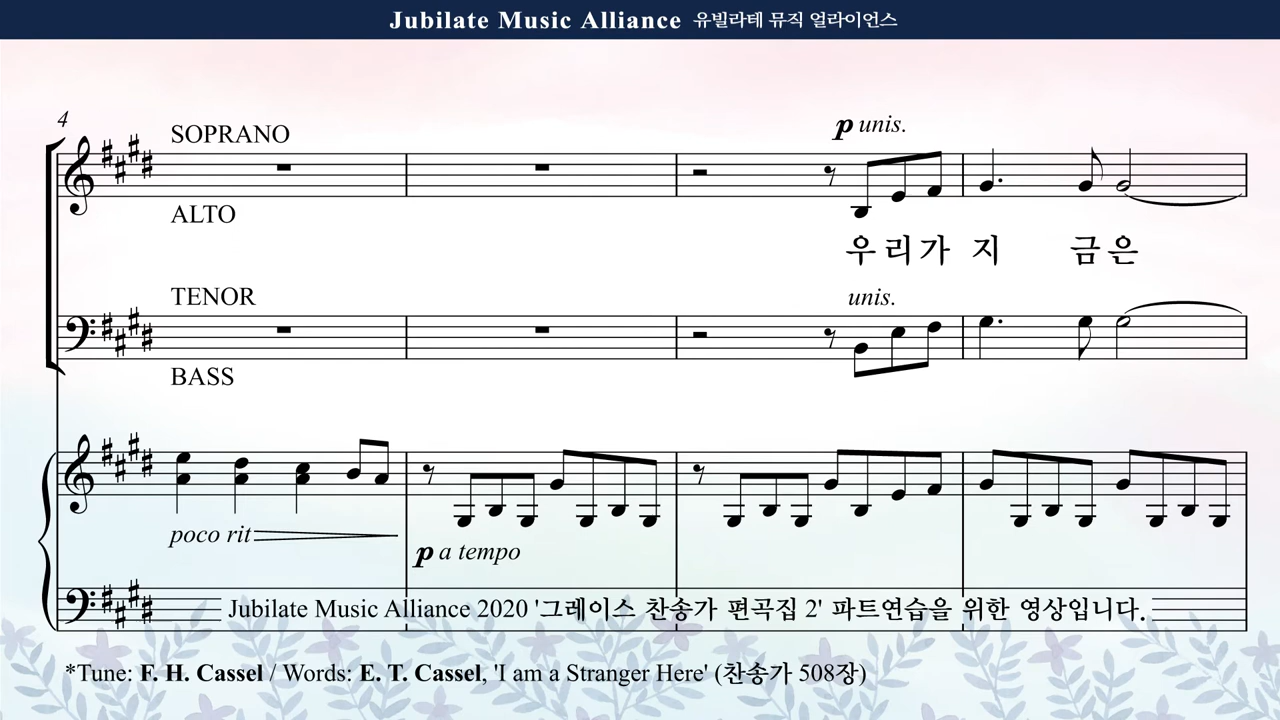 Jubilate Music Alliance 유빌라테 뮤직 얼라이언스
4
SOPRANO
p unis.
ALTO
우리가 지 금은
TENOR
unis.
BASS
poco rit
p a tempo
Jubilate Music Alliance 2020 '그레이스 찬송가 편곡집 2' 파트연습을 위한 영상입니다.
*Tune: F. H. Cassel / Words: E. T. Cassel, 'I am a Stranger Here' (찬송가 508장)